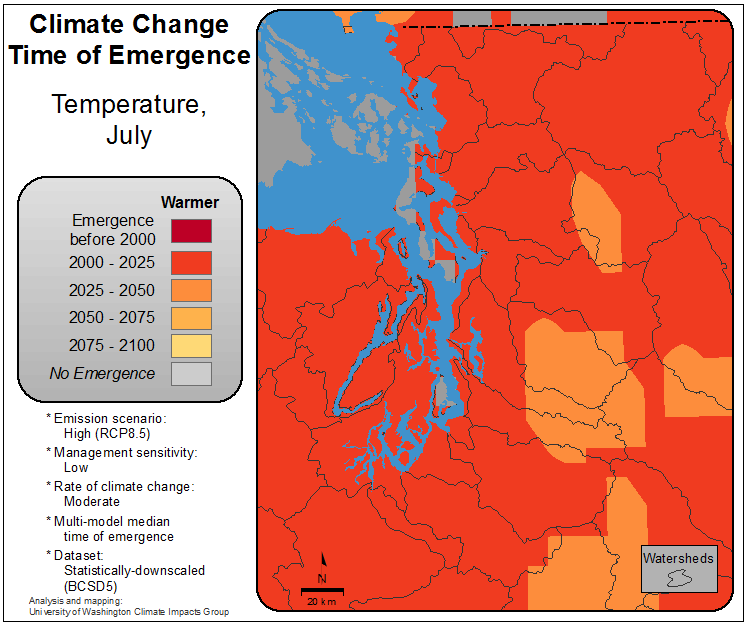 Climate Change
Time of Emergence
Temperature,
July
Warmer
Emergence
before 2000
2000 - 2025
2025 - 2050
2050 - 2075
2075 - 2100
No Emergence
* Emission scenario:
High (RCP8.5)
* Management sensitivity:
Low
* Rate of climate change:
Moderate
* Multi-model median
time of emergence
* Dataset:
Statistically-downscaled
(BCSD5)
Analysis and mapping:
University of Washington Climate Impacts Group
N
20 km
Watersheds